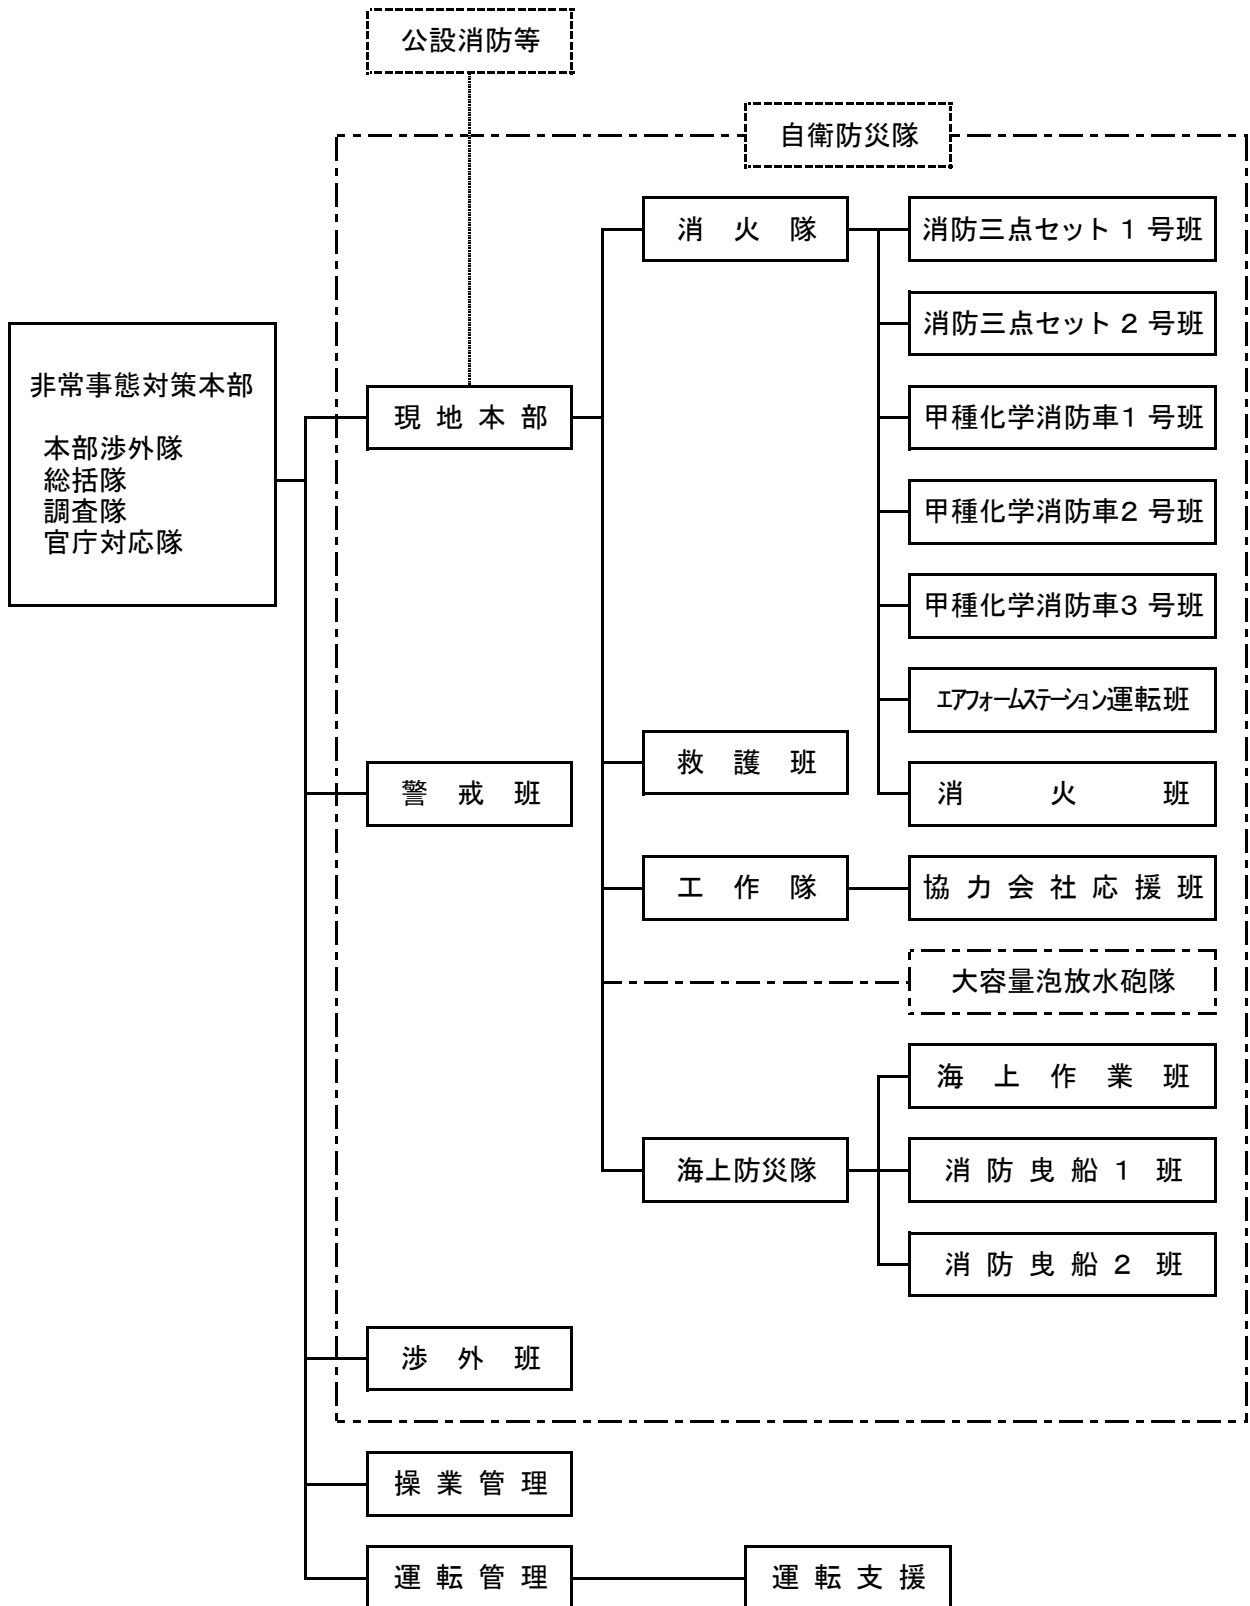 公設消防等
自衛防災隊
消火隊
消防三点セット1号班
消防三点セット2号班
非常事態対策本部
本部渉外隊
総括隊
調査隊
官庁対応隊
現地本部
甲種化学消防車1号班
甲種化学消防車2号班
甲種化学消防車3号班
エアフォームステーション運転班
救護班
警戒班
消火班
工作隊
協力会社応援班
大容量泡放水砲隊
海上作業班
海上防災隊
消防曳船1班
消防曳船2班
渉外班
操業管理
運転管理
運転支援